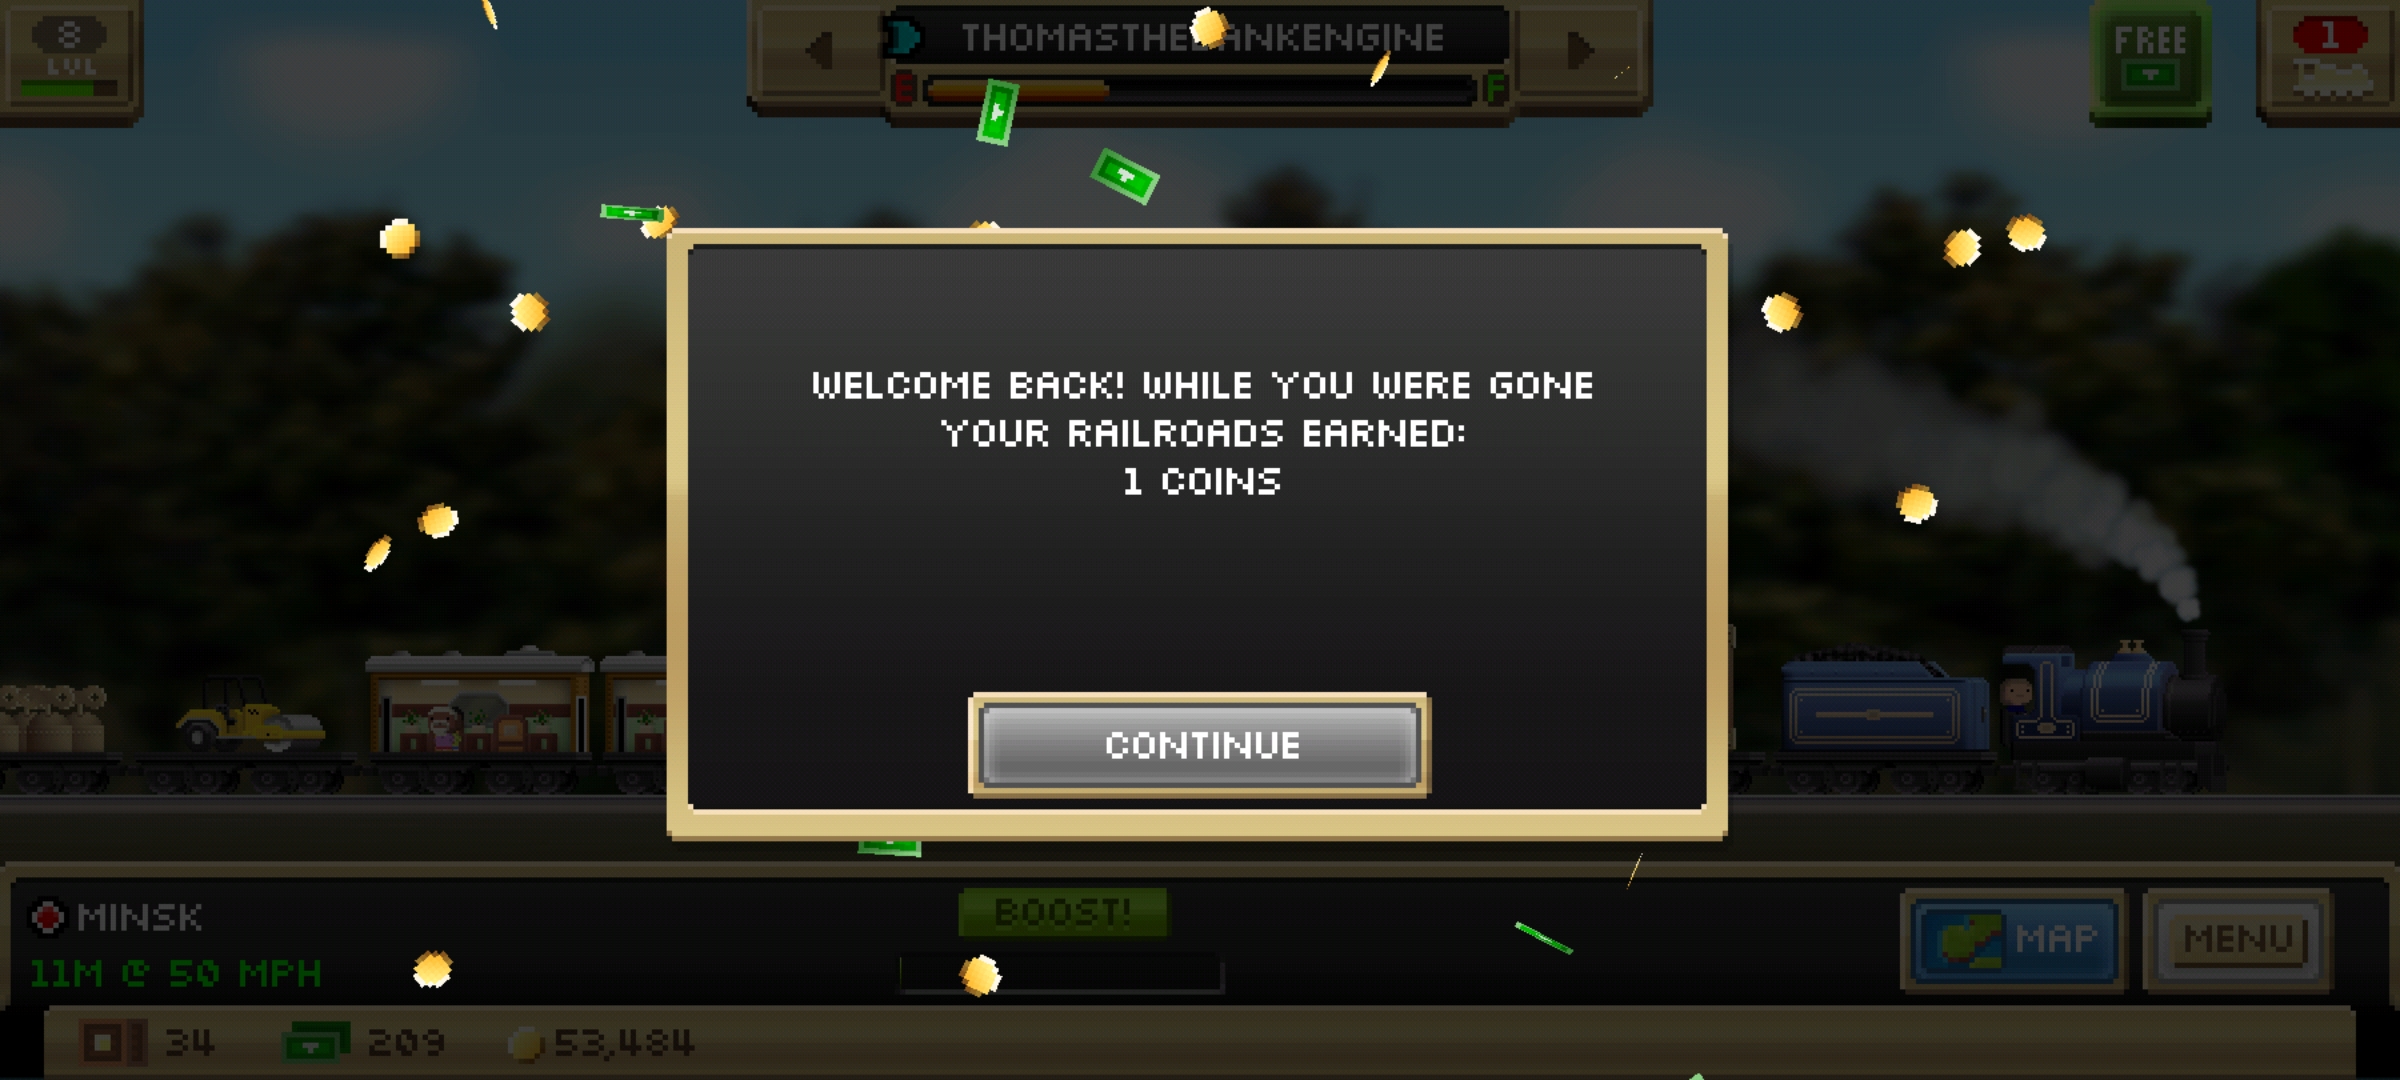 8
LVL
THOMASTHE ANKENGINE
E
F
FREE
1
WELCOME BACK! WHILE YOU WERE GONE
YOUR RAILROADS EARNED:
1 COINS
CONTINUE
MINSK
11M @ 50 MPH
BOOST!
MAP
MENU
34
209
53,484